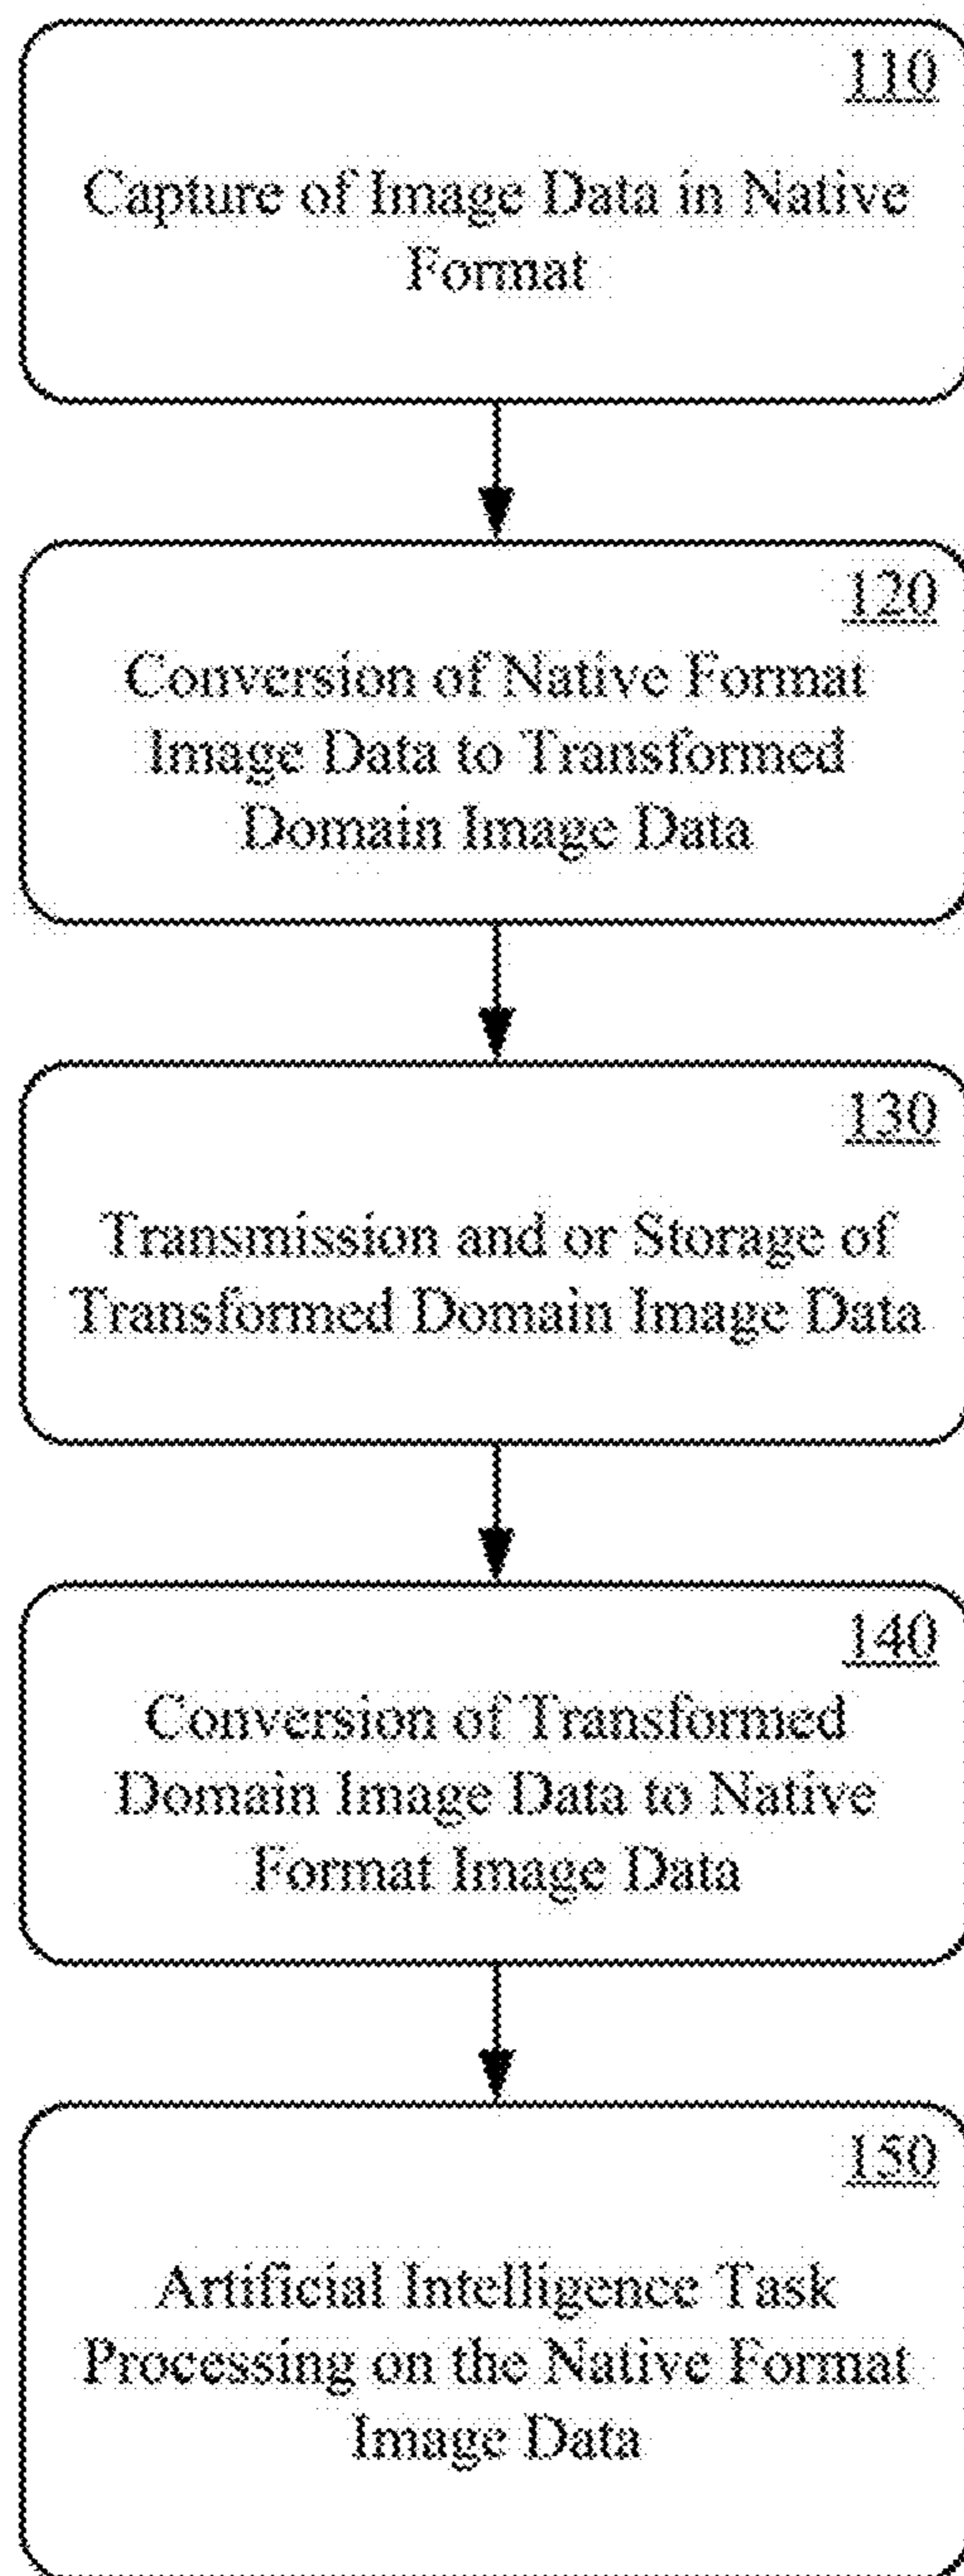 110
Capture of Image Data in Native
Format
120
Conversion of Native Format
Image Data to Transformed
Domain Image Data
130
Transmission and or Storage of
Transformed Domain Image Data
140
Conversion of Transformed
Domain Image Data to Native
Format Image Data
150
Artificial Intelligence Task
Processing on the Native Format
Image Data